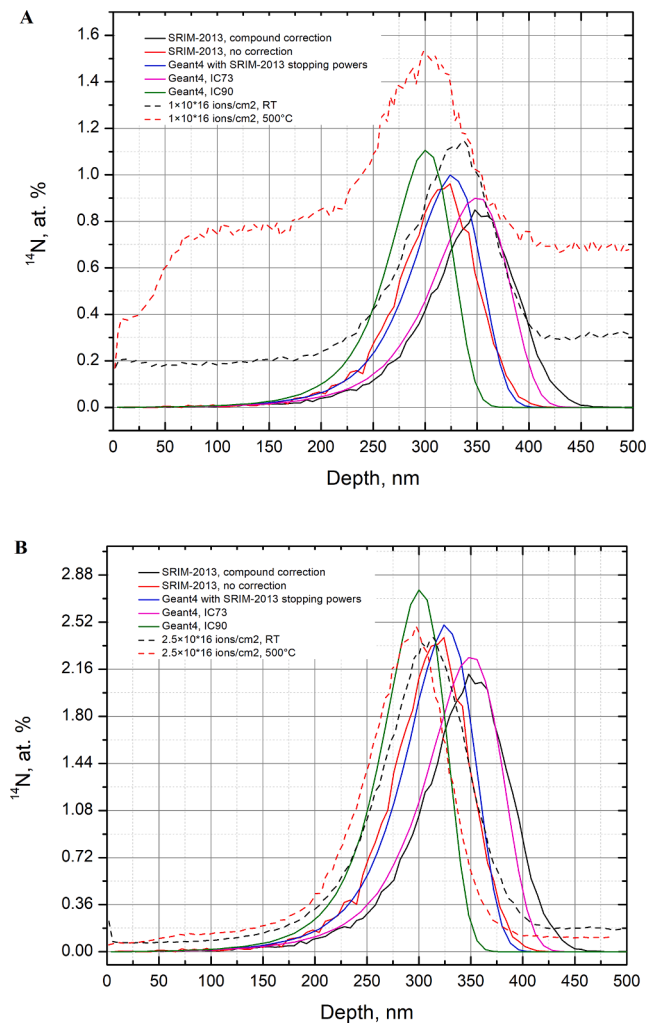 A
1.6
1.4
1.2
1.0
0.8
0.6
0.4
0.2
0.0
¹⁴N, at. %
SRIM-2013, compound correction
SRIM-2013, no correction
Geant4 with SRIM-2013 stopping powers
Geant4, IC73
Geant4, IC90
1×10*16 ions/cm2, RT
1×10*16 ions/cm2, 500°C
0 50 100 150 200 250 300 350 400 450 500
Depth, nm
B
2.88
2.52
2.16
1.80
1.44
1.08
0.72
0.36
0.00
¹⁴N, at. %
SRIM-2013, compound correction
SRIM-2013, no correction
Geant4 with SRIM-2013 stopping powers
Geant4, IC73
Geant4, IC90
2.5×10*16 ions/cm2, RT
2.5×10*16 ions/cm2, 500°C
0 50 100 150 200 250 300 350 400 450 500
Depth, nm